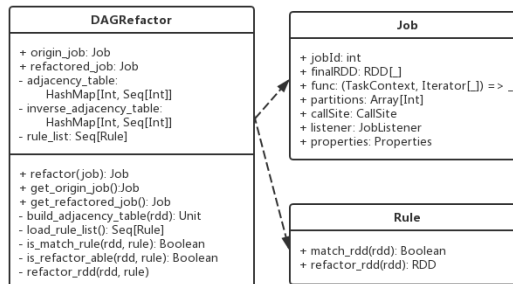 DAGRefactor
+ origin_job: Job
+ refactored_job: Job
- adjacency_table:
HashMap[Int, Seq[Int]]
- inverse_adjacency_table:
HashMap[Int, Seq[Int]]
- rule_list: Seq[Rule]
+ refactor(job): Job
+ get_origin_job():Job
+ get_refactored_job(): Job
- build_adjacency_table(rdd): Unit
- load_rule_list(): Seq[Rule]
- is_match_rule(rdd, rule): Boolean
- is_refactor_able(rdd, rule): Boolean
- refactor_rdd(rdd, rule)
Job
+ jobId: int
+ finalRDD: RDD[_]
+ func: (TaskContext, Iterator[_]) => _
+ partitions: Array[Int]
+ callSite: CallSite
+ listener: JobListener
+ properties: Properties
Rule
+ match_rdd(rdd): Boolean
+ refactor_rdd(rdd): RDD